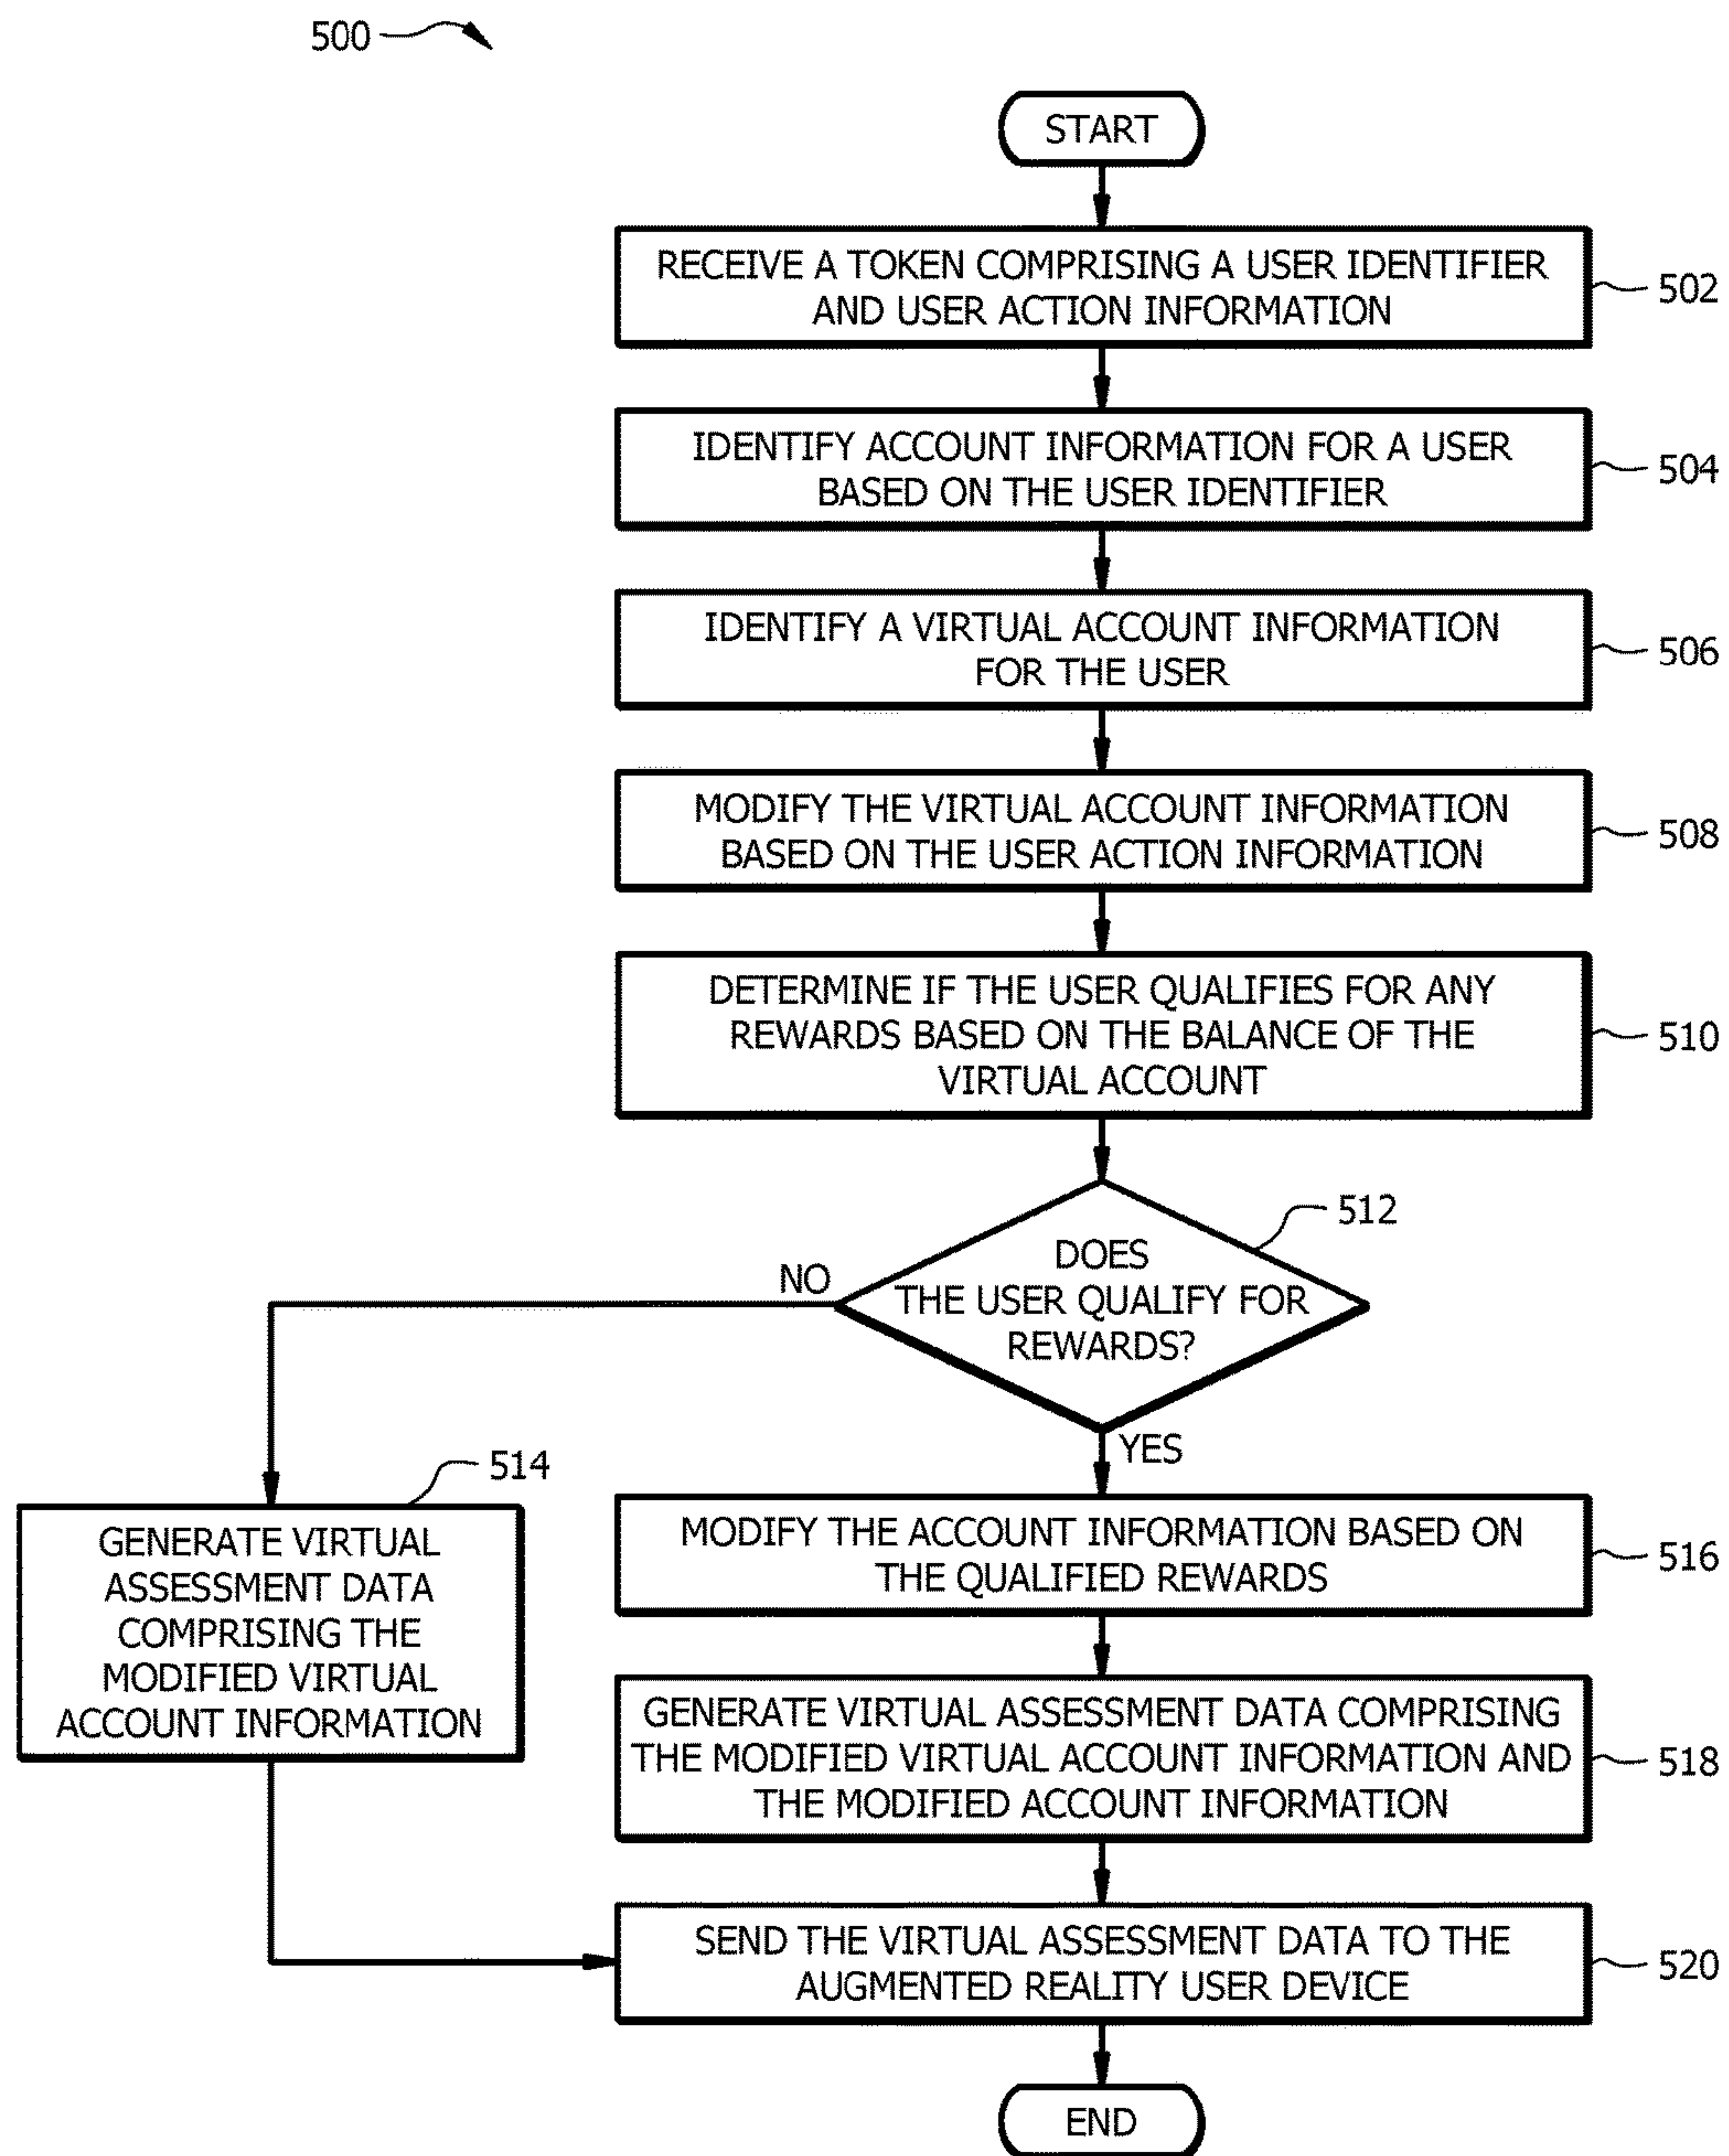 500
START
RECEIVE A TOKEN COMPRISING A USER IDENTIFIER
AND USER ACTION INFORMATION
502
IDENTIFY ACCOUNT INFORMATION FOR A USER
BASED ON THE USER IDENTIFIER
504
IDENTIFY A VIRTUAL ACCOUNT INFORMATION
FOR THE USER
506
MODIFY THE VIRTUAL ACCOUNT INFORMATION
BASED ON THE USER ACTION INFORMATION
508
DETERMINE IF THE USER QUALIFIES FOR ANY
REWARDS BASED ON THE BALANCE OF THE
VIRTUAL ACCOUNT
510
512
DOES
THE USER QUALIFY FOR
REWARDS?
NO
YES
514
GENERATE VIRTUAL
ASSESSMENT DATA
COMPRISING THE
MODIFIED VIRTUAL
ACCOUNT INFORMATION
MODIFY THE ACCOUNT INFORMATION BASED ON
THE QUALIFIED REWARDS
516
GENERATE VIRTUAL ASSESSMENT DATA COMPRISING
THE MODIFIED VIRTUAL ACCOUNT INFORMATION AND
THE MODIFIED ACCOUNT INFORMATION
518
SEND THE VIRTUAL ASSESSMENT DATA TO THE
AUGMENTED REALITY USER DEVICE
520
END